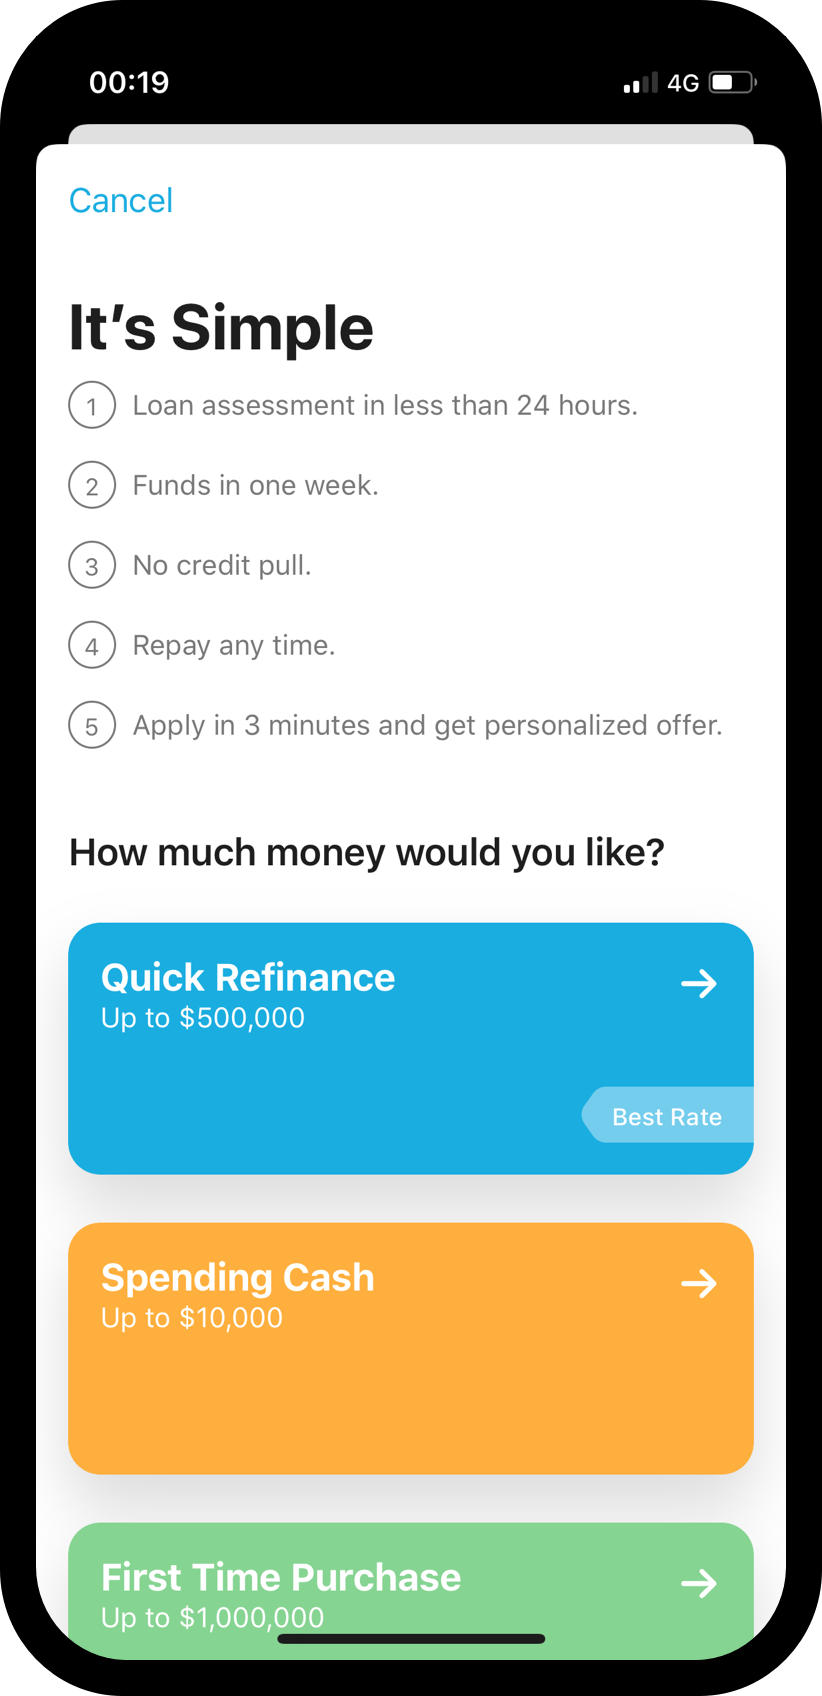 00:19
4G
Cancel
It’s Simple
1 Loan assessment in less than 24 hours.
2 Funds in one week.
3 No credit pull.
4 Repay any time.
5 Apply in 3 minutes and get personalized offer.
How much money would you like?
Quick Refinance
Up to $500,000
Best Rate
Spending Cash
Up to $10,000
First Time Purchase
Up to $1,000,000